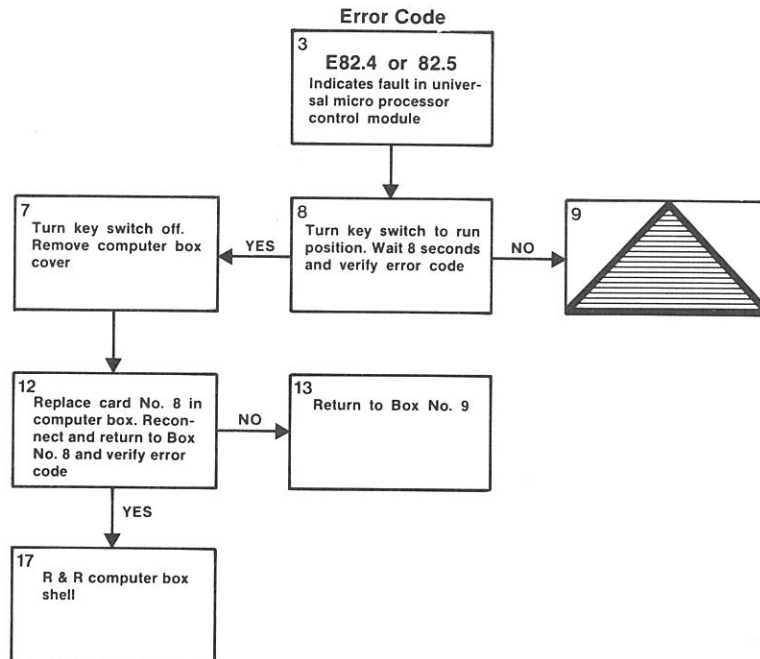 Error Code
3
E82.4 or 82.5
Indicates fault in univer-
sal micro processor
control module
7
Turn key switch off.
Remove computer box
cover
YES
8
Turn key switch to run
position. Wait 8 seconds
and verify error code
NO
9
12
Replace card No. 8 in
computer box. Recon-
nect and return to Box
No. 8 and verify error
code
NO
13
Return to Box No. 9
YES
17
R & R computer box
shell